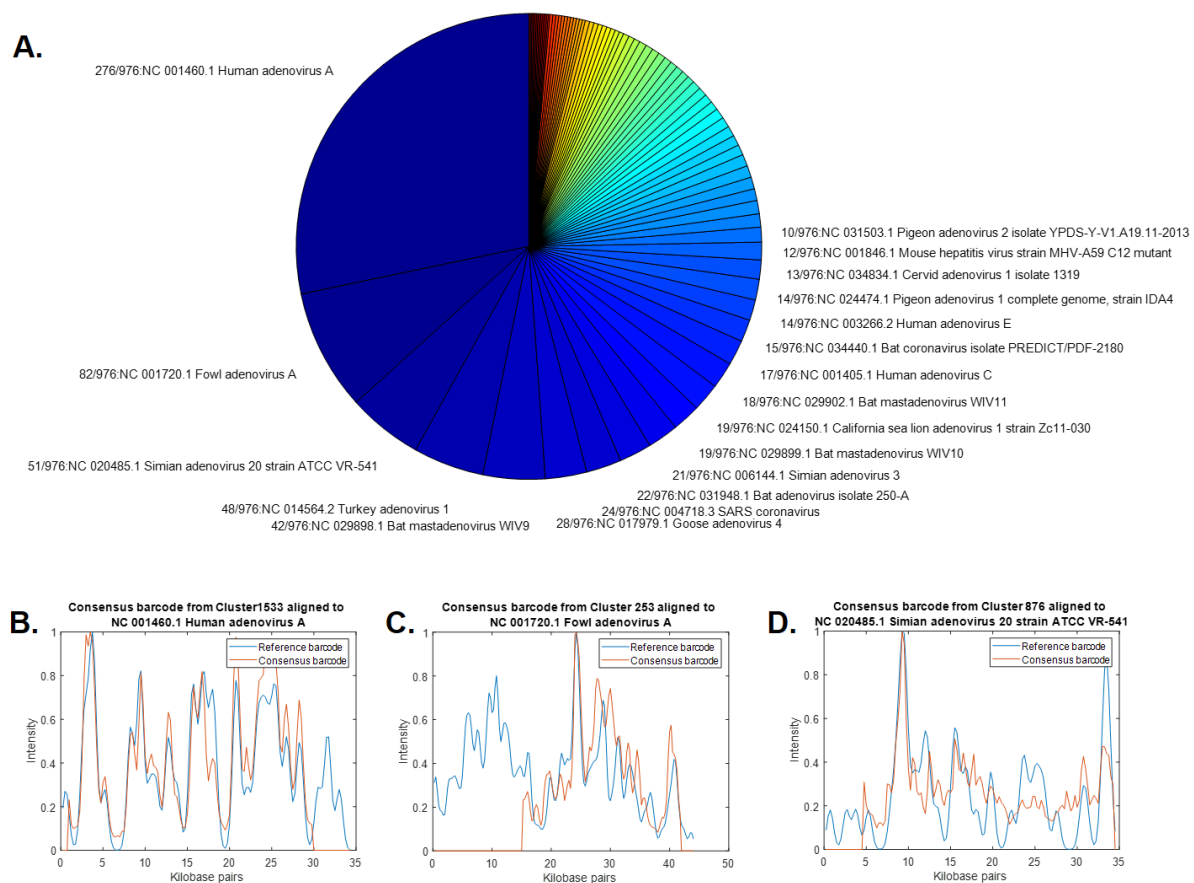 A.
276/976:NC 001460.1 Human adenovirus A
82/976:NC 001720.1 Fowl adenovirus A
51/976:NC 020485.1 Simian adenovirus 20 strain ATCC VR-541
48/976:NC 014564.2 Turkey adenovirus 1
42/976:NC 029898.1 Bat mastadenovirus WIV9
28/976:NC 017979.1 Goose adenovirus 4
24/976:NC 004718.3 SARS coronavirus
22/976:NC 031948.1 Bat adenovirus isolate 250-A
21/976:NC 006144.1 Simian adenovirus 3
19/976:NC 029899.1 Bat mastadenovirus WIV10
19/976:NC 024150.1 California sea lion adenovirus 1 strain Zc11-030
18/976:NC 029902.1 Bat mastadenovirus WIV11
17/976:NC 001405.1 Human adenovirus C
15/976:NC 034440.1 Bat coronavirus isolate PREDICT/PDF-2180
14/976:NC 003266.2 Human adenovirus E
14/976:NC 024474.1 Pigeon adenovirus 1 complete genome, strain IDA4
13/976:NC 034834.1 Cervid adenovirus 1 isolate 1319
12/976:NC 001846.1 Mouse hepatitis virus strain MHV-A59 C12 mutant
10/976:NC 031503.1 Pigeon adenovirus 2 isolate YPDS-Y-V1.A19.11-2013
B.
Consensus barcode from Cluster1533 aligned to
NC 001460.1 Human adenovirus A
Reference barcode
Consensus barcode
Intensity
1
0.8
0.6
0.4
0.2
0
0 5 10 15 20 25 30 35
Kilobase pairs
C.
Consensus barcode from Cluster 253 aligned to
NC 001720.1 Fowl adenovirus A
Reference barcode
Consensus barcode
Intensity
1
0.8
0.6
0.4
0.2
0
0 10 20 30 40 50
Kilobase pairs
D.
Consensus barcode from Cluster 876 aligned to
NC 020485.1 Simian adenovirus 20 strain ATCC VR-541
Reference barcode
Consensus barcode
Intensity
1
0.8
0.6
0.4
0.2
0
0 5 10 15 20 25 30 35
Kilobase pairs